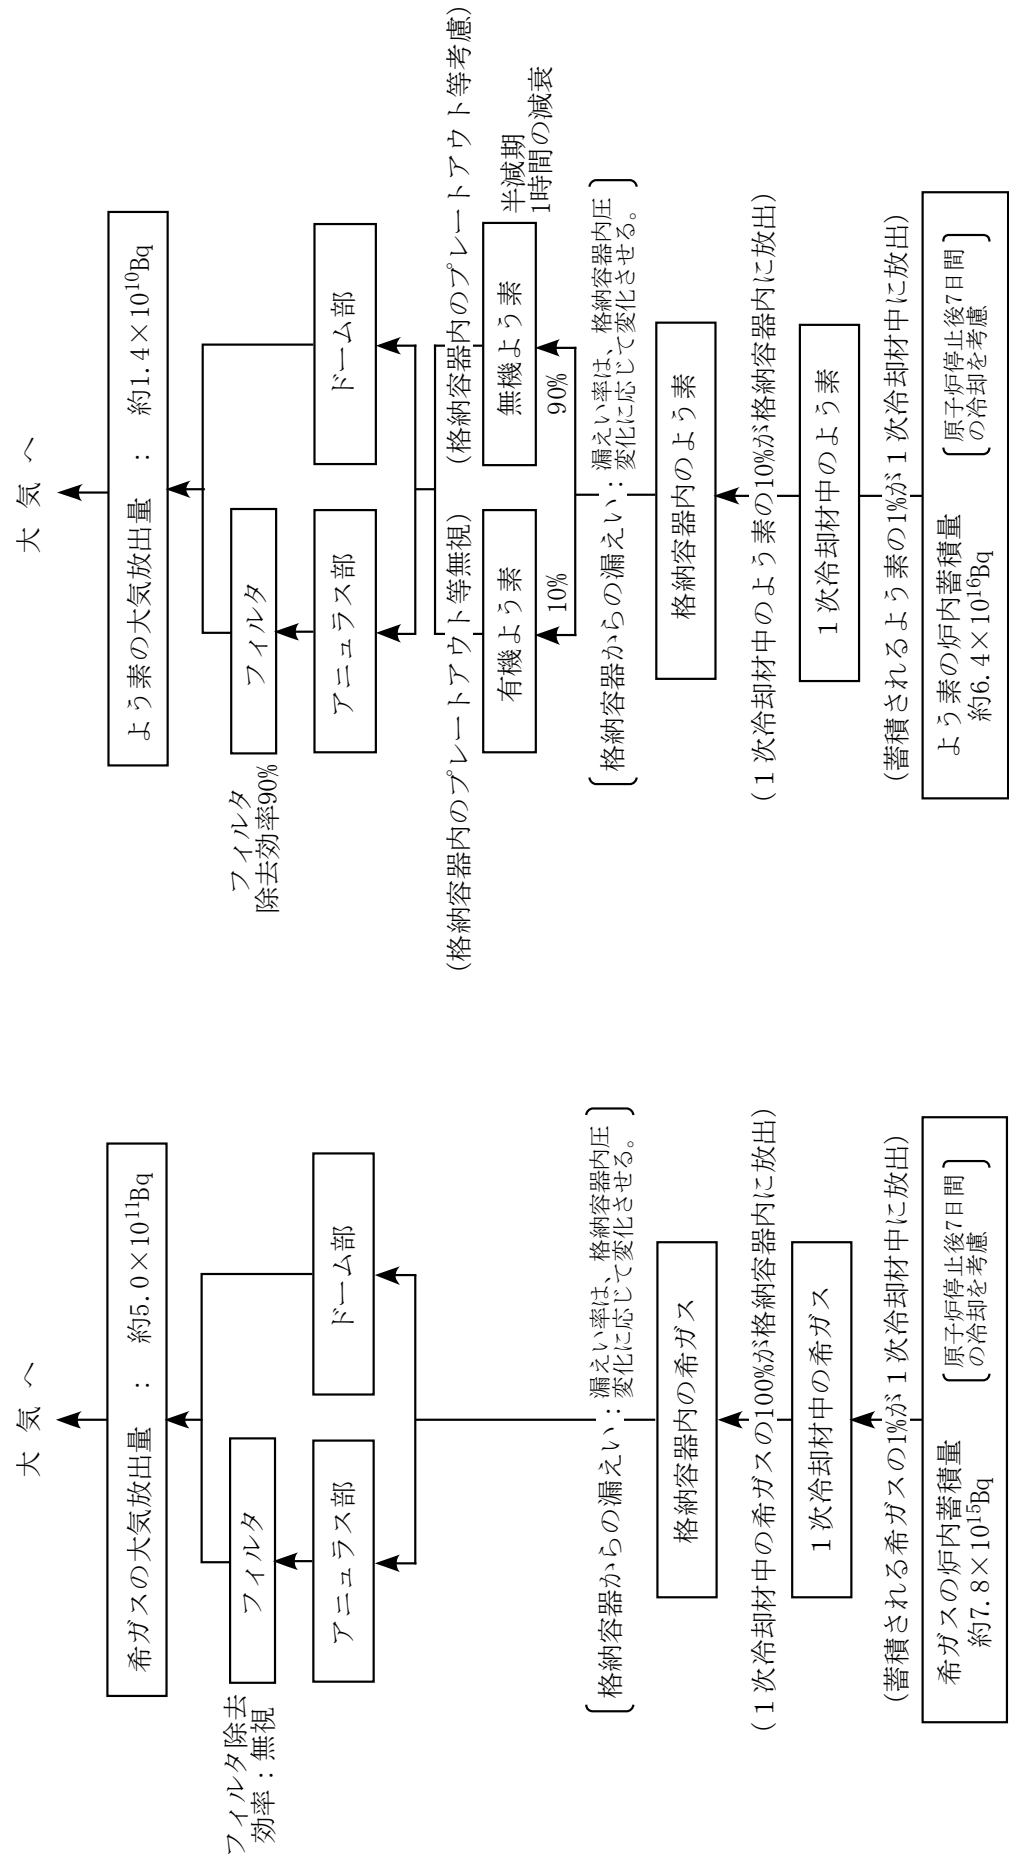 大気へ
希ガスの大気放出量 ： 約5.0×10¹¹Bq
フィルタ除去
効率：無視
フィルタ
アニュラス部
ドーム部
格納容器からの漏えい：漏えい率は、格納容器内圧
変化に応じて変化させる。
格納容器内の希ガス
(1次冷却材中の希ガスの100%が格納容器内に放出)
1次冷却材中の希ガス
(蓄積される希ガスの1%が1次冷却材中に放出)
希ガスの炉内蓄積量
約7.8×10¹⁵Bq
原子炉停止後7日間
の冷却を考慮
大気へ
よう素の大気放出量 ： 約1.4×10¹⁰Bq
フィルタ
除去効率90%
フィルタ
アニュラス部
ドーム部
(格納容器内のプレートアウト等無視)
(格納容器内のプレートアウト等考慮)
有機よう素
無機よう素
半減期
1時間の減衰
10%
90%
格納容器からの漏えい：漏えい率は、格納容器内圧
変化に応じて変化させる。
格納容器内のよう素
(1次冷却材中のよう素の10%が格納容器内に放出)
1次冷却材中のよう素
(蓄積されるよう素の1%が1次冷却材中に放出)
よう素の炉内蓄積量
約6.4×10¹⁶Bq
原子炉停止後7日間
の冷却を考慮